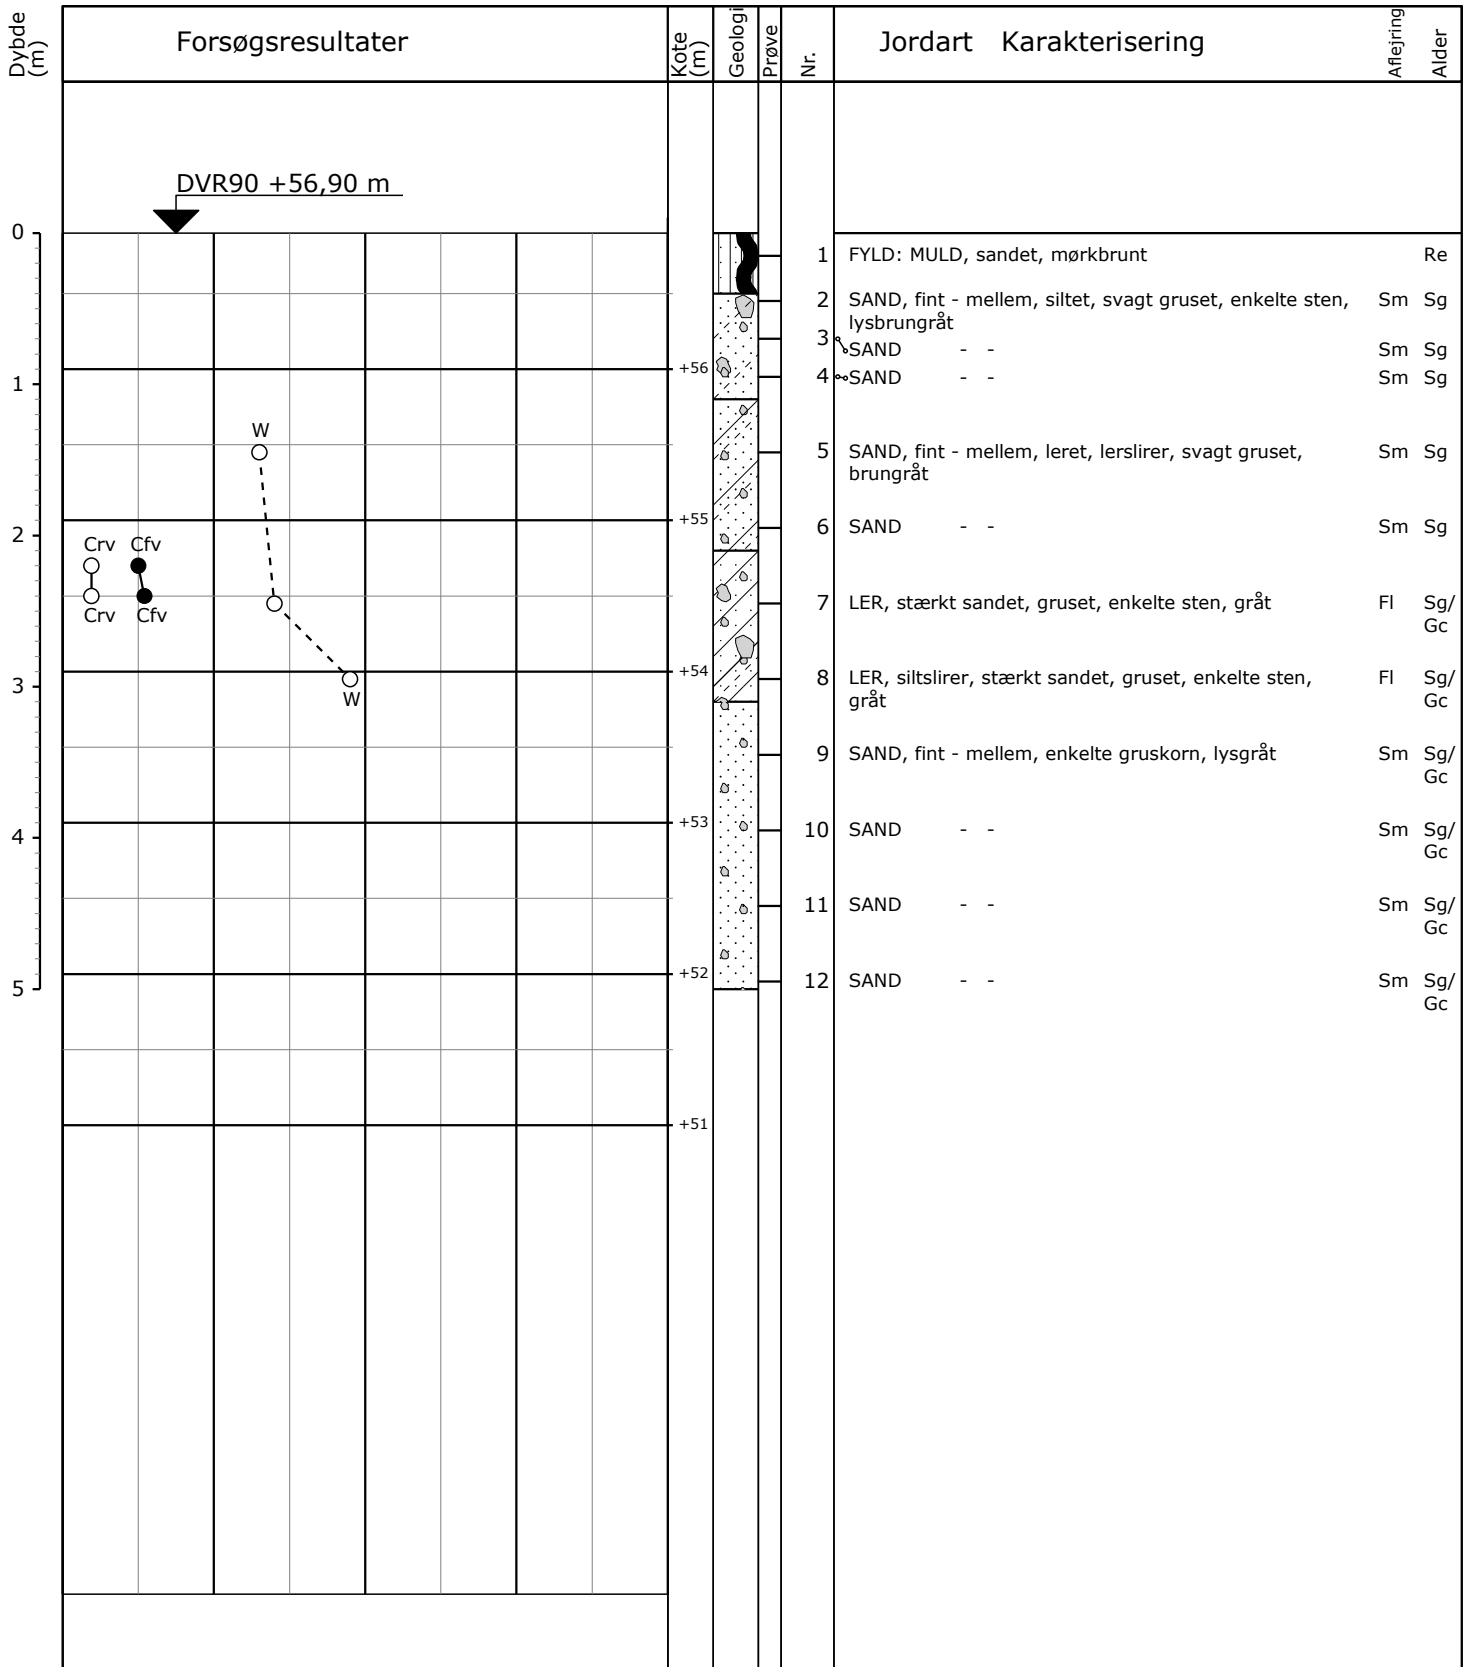 Dybde
(m)
Forsøgsresultater
Kote
(m)
Geologi
Prøve
Nr.
Jordart Karakterisering
Aflejring
Alder
DVR90 +56,90 m
0
1 FYLD: MULD, sandet, mørkbrunt Re
2 SAND, fint - mellem, siltet, svagt gruset, enkelte sten, Sm Sg
lysbrungråt
3 SAND - - Sm Sg
+56
4 SAND - - Sm Sg
1
W
5 SAND, fint - mellem, leret, lerslirer, svagt gruset, Sm Sg
brungråt
+55
6 SAND - - Sm Sg
2
Crv Cfv
Crv Cfv
7 LER, stærkt sandet, gruset, enkelte sten, gråt Fl Sg/
Gc
+54
8 LER, siltslirer, stærkt sandet, gruset, enkelte sten, Fl Sg/
gråt Gc
3
W
9 SAND, fint - mellem, enkelte gruskorn, lysgråt Sm Sg/
Gc
+53
10 SAND - - Sm Sg/
Gc
4
11 SAND - - Sm Sg/
Gc
+52
12 SAND - - Sm Sg/
Gc
5
+51